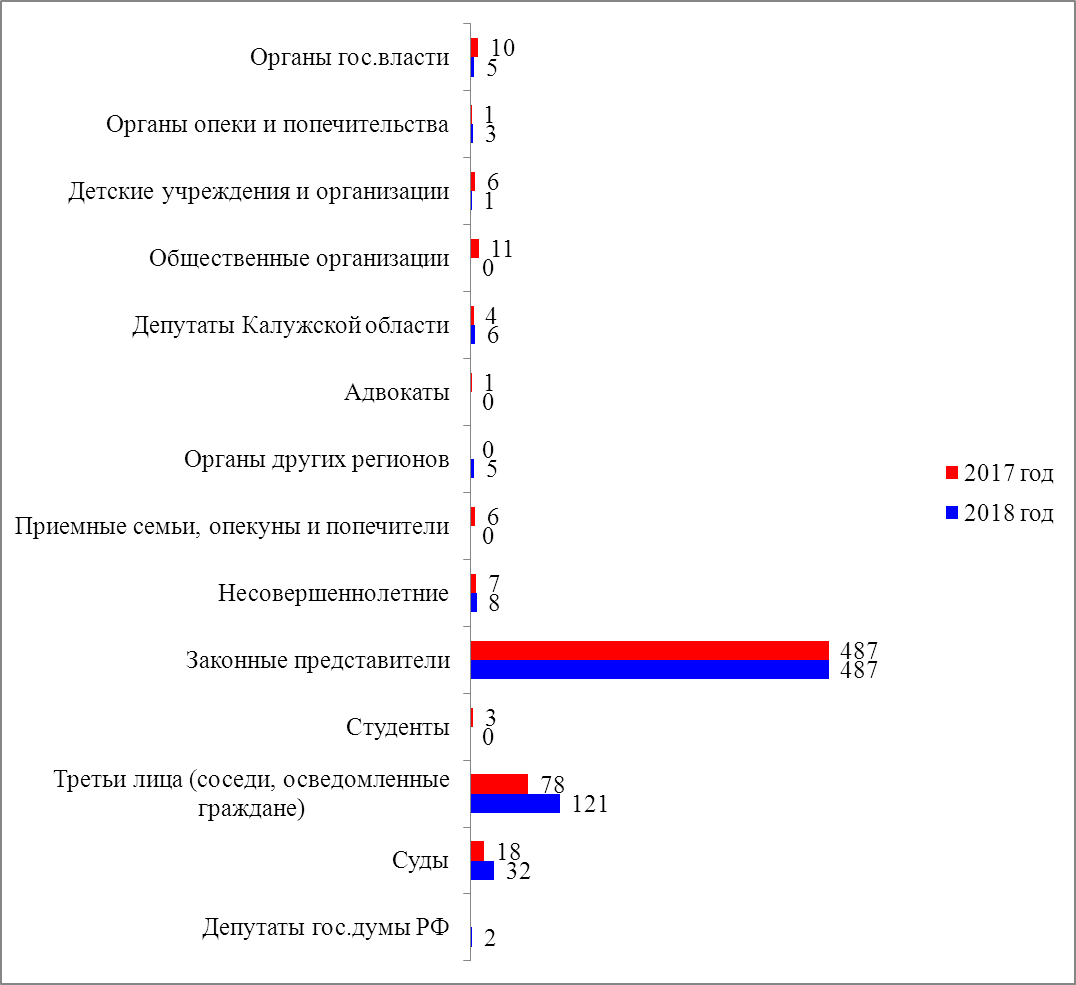 Органы гос.власти
10
5
Органы опеки и попечительства
1
3
Детские учреждения и организации
6
1
Общественные организации
11
0
Депутаты Калужской области
4
6
Адвокаты
1
0
Органы других регионов
0
5
Приемные семьи, опекуны и попечители
6
0
Несовершеннолетние
7
8
Законные представители
487
487
Студенты
3
0
Третьи лица (соседи, осведомленные
граждане)
78
121
Суды
18
32
Депутаты гос.думы РФ
2
2017 год
2018 год